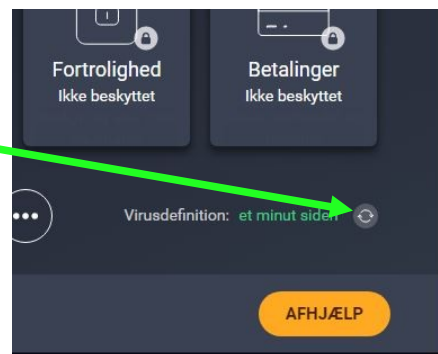 Fortrolighed
Ikke beskyttet
Betalinger
Ikke beskyttet
Virusdefinition: et minut siden
AFHJÆLP